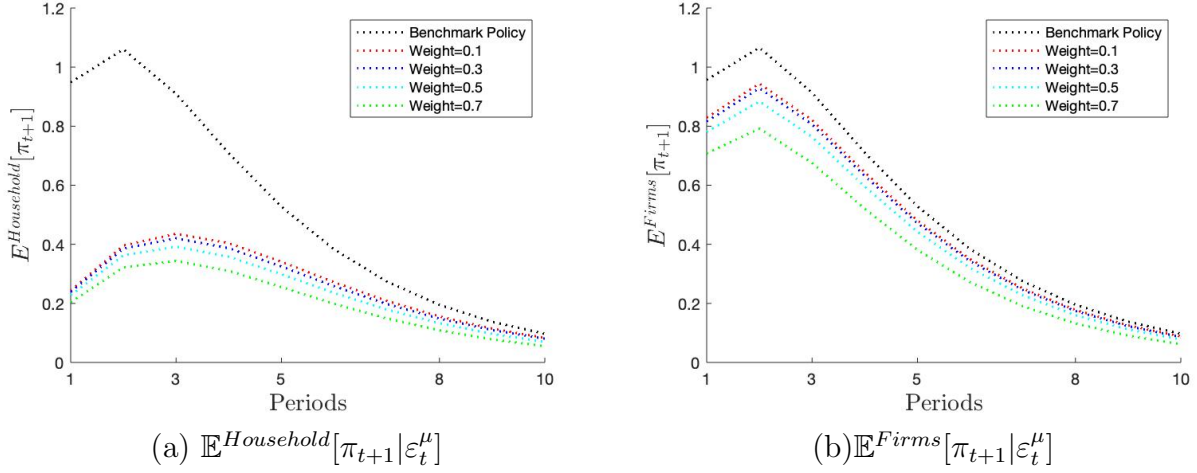 1.2
1
0.8
0.6
0.4
0.2
0
E^{Household}[π_{t+1}]
Benchmark Policy
Weight=0.1
Weight=0.3
Weight=0.5
Weight=0.7
1 3 5 8 10
Periods
(a) 𝔼^{Household}[π_{t+1}|ε_t^μ]
1.2
1
0.8
0.6
0.4
0.2
0
E^{Firms}[π_{t+1}]
Benchmark Policy
Weight=0.1
Weight=0.3
Weight=0.5
Weight=0.7
1 3 5 8 10
Periods
(b)𝔼^{Firms}[π_{t+1}|ε_t^μ]